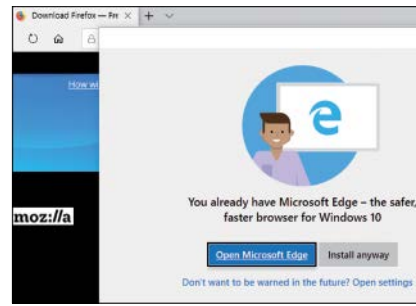 Download Firefox — Fre
How wi
moz://a
You already have Microsoft Edge – the safer,
faster browser for Windows 10
Open Microsoft Edge
Install anyway
Don't want to be warned in the future? Open settings